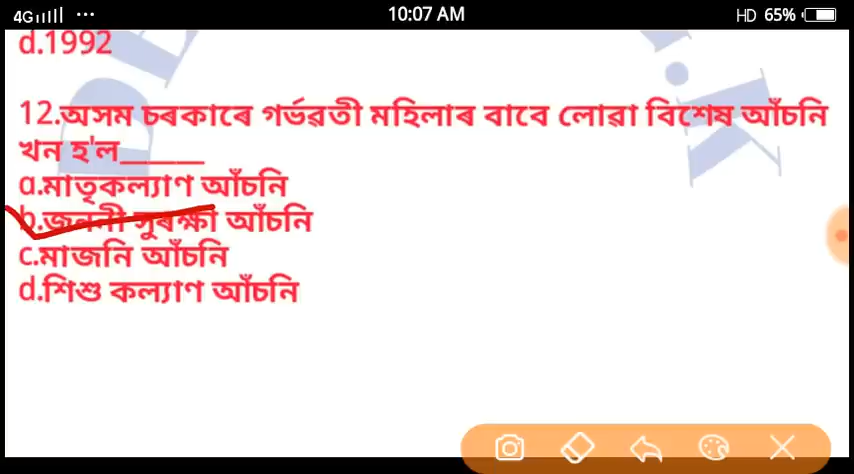 4G 10:07 AM HD 65%
d.1992
12.অসম চৰকাৰে গৰ্ভৱতী মহিলাৰ বাবে লোৱা বিশেষ আঁচনি
খন হ'ল______
a.মাতৃকল্যাণ আঁচনি
b.জননী সুৰক্ষা আঁচনি
c.মাজনি আঁচনি
d.শিশু কল্যাণ আঁচনি